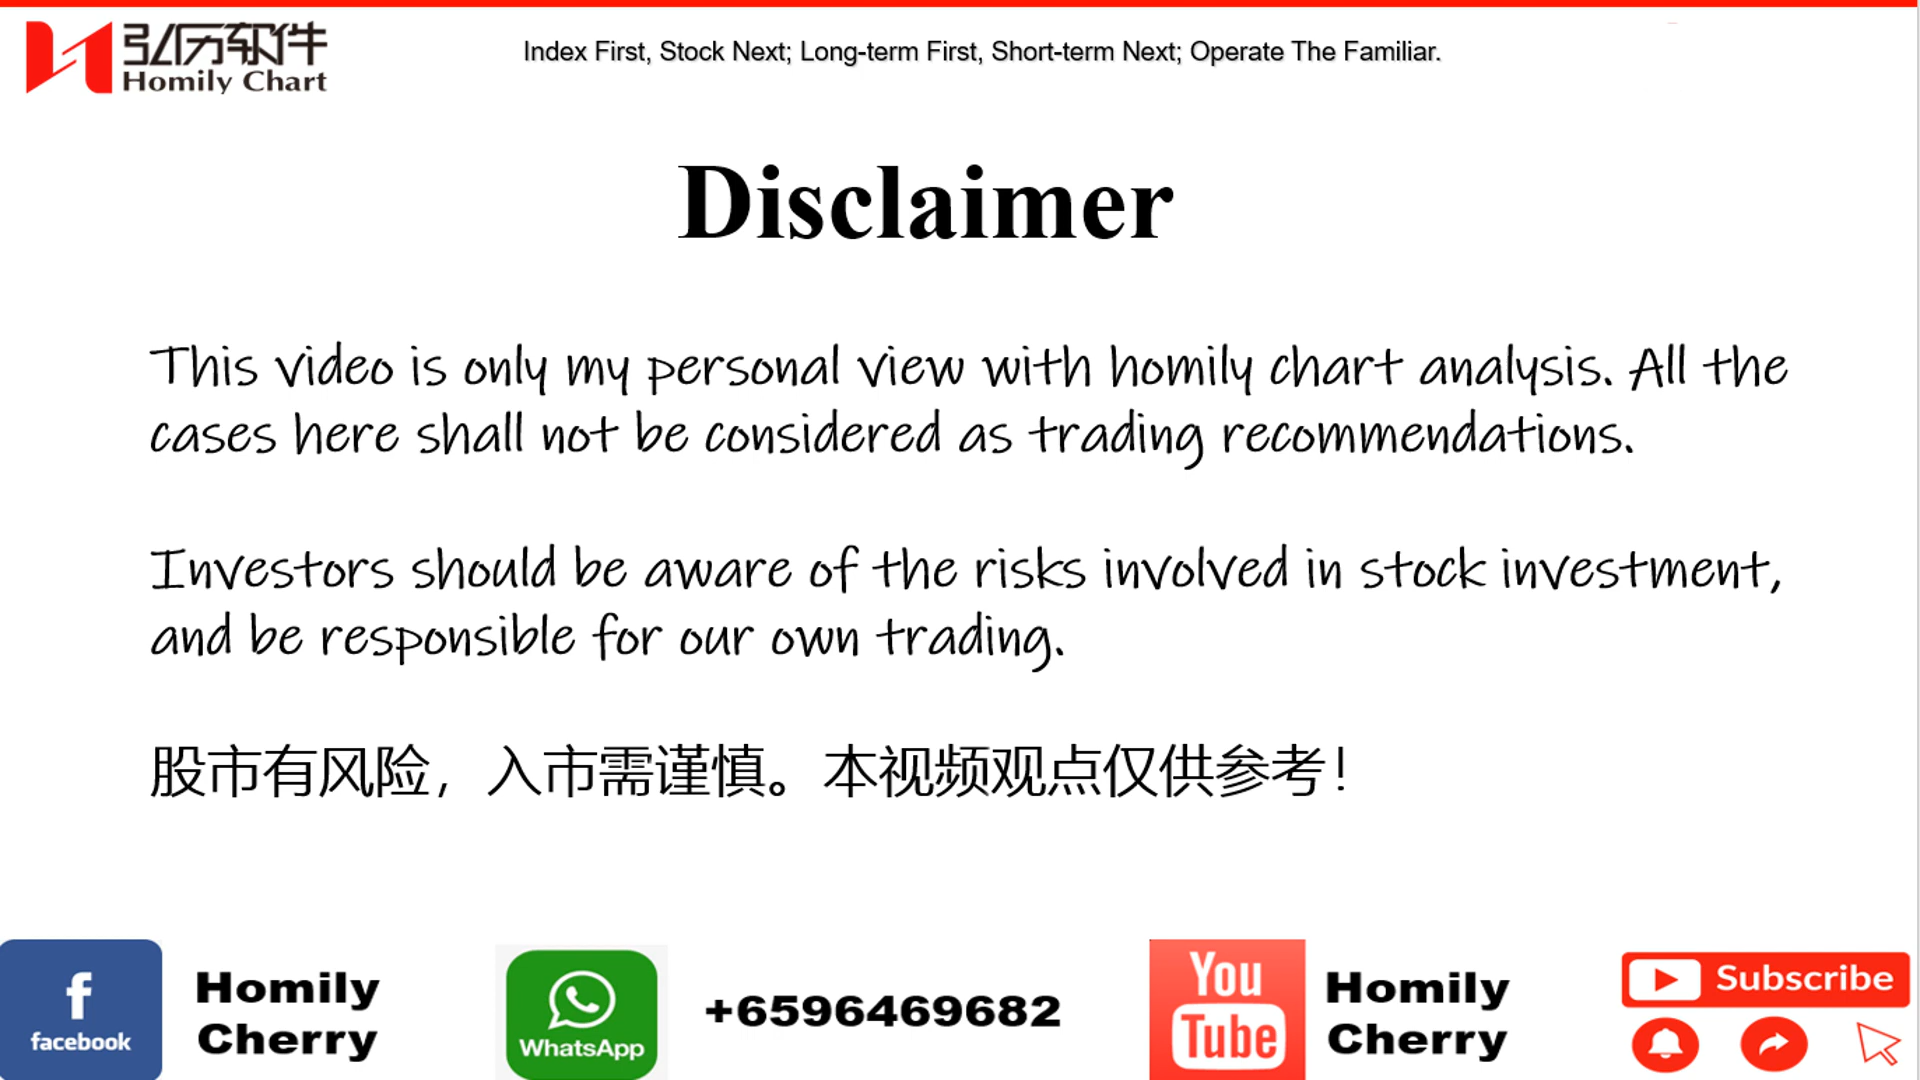 弘历软件
Homily Chart
Index First, Stock Next; Long-term First, Short-term Next; Operate The Familiar.
Disclaimer
This video is only my personal view with homily chart analysis. All the
cases here shall not be considered as trading recommendations.
Investors should be aware of the risks involved in stock investment,
and be responsible for our own trading.
股市有风险，入市需谨慎。本视频观点仅供参考！
facebook
Homily
Cherry
WhatsApp
+6596469682
You
Tube
Homily
Cherry
Subscribe